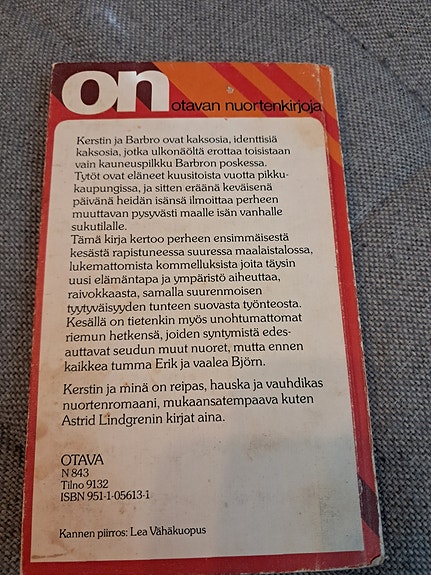 on
otavan nuortenkirjoja
Kerstin ja Barbro ovat kaksosia, identtisiä
kaksosia, jotka ulkonäöltä erottaa toisistaan
vain kauneuspilkku Barbron poskessa.
Tytöt ovat eläneet kuusitoista vuotta pikku-
kaupungissa, ja sitten eräänä keväisenä
päivänä heidän isänsä ilmoittaa perheen
muuttavan pysyvästi maalle isän vanhalle
sukutilalle.
Tämä kirja kertoo perheen ensimmäisestä
kesästä rapistuneessa suuressa maalaistalossa,
lukemattomista kommelluksista joita täysin
uusi elämäntapa ja ympäristö aiheuttaa,
raivokkaasta, samalla suurenmoisen
tyytyväisyyden tunteen suovasta työnteosta.
Kesällä on tietenkin myös unohtumattomat
riemun hetkensä, joiden syntymistä edes-
auttavat seudun muut nuoret, mutta ennen
kaikkea tumma Erik ja vaalea Björn.
Kerstin ja minä on reipas, hauska ja vauhdikas
nuortenromaani, mukaansatempaava kuten
Astrid Lindgrenin kirjat aina.
OTAVA
N 843
Tilno 9132
ISBN 951-1-05613-1
Kannen piirros: Lea Vähäkuopus